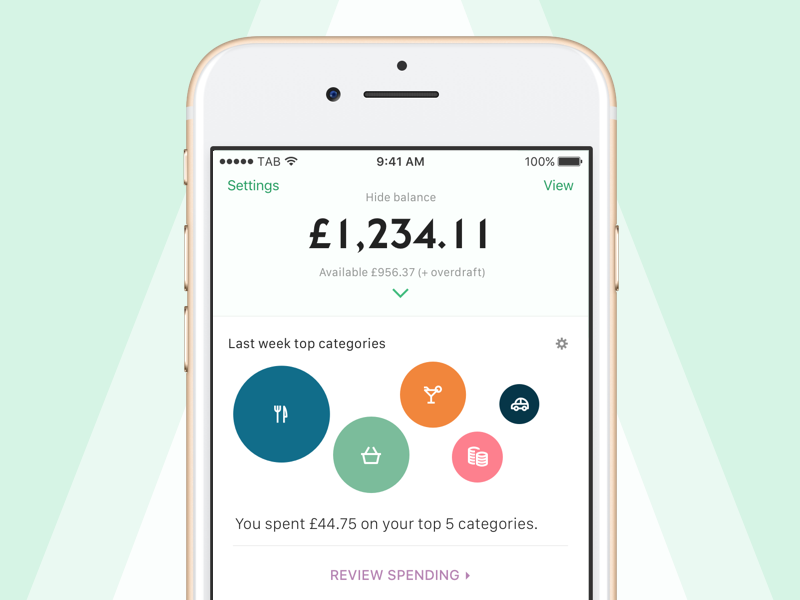 TAB 9:41 AM 100%
Settings View
Hide balance
£1,234.11
Available £956.37 (+ overdraft)
Last week top categories
You spent £44.75 on your top 5 categories.
REVIEW SPENDING